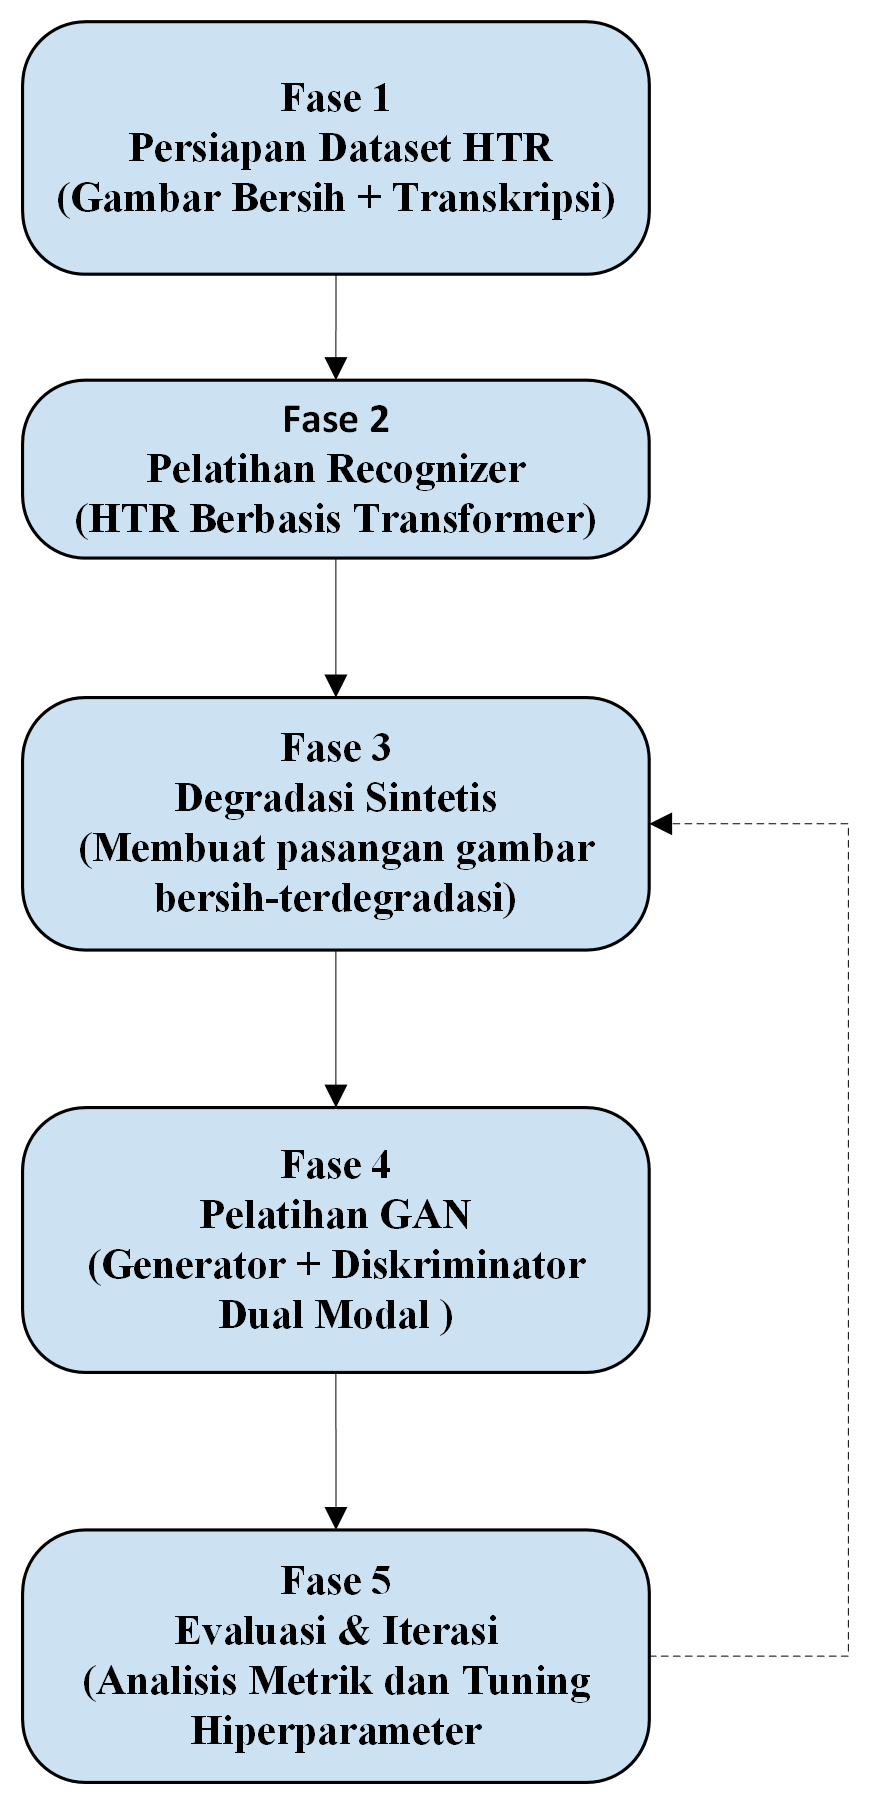 Fase 1
Persiapan Dataset HTR
(Gambar Bersih + Transkripsi)
Fase 2
Pelatihan Recognizer
(HTR Berbasis Transformer)
Fase 3
Degradasi Sintetis
(Membuat pasangan gambar
bersih-terdegradasi)
Fase 4
Pelatihan GAN
(Generator + Diskriminator
Dual Modal )
Fase 5
Evaluasi & Iterasi
(Analisis Metrik dan Tuning
Hiperparameter